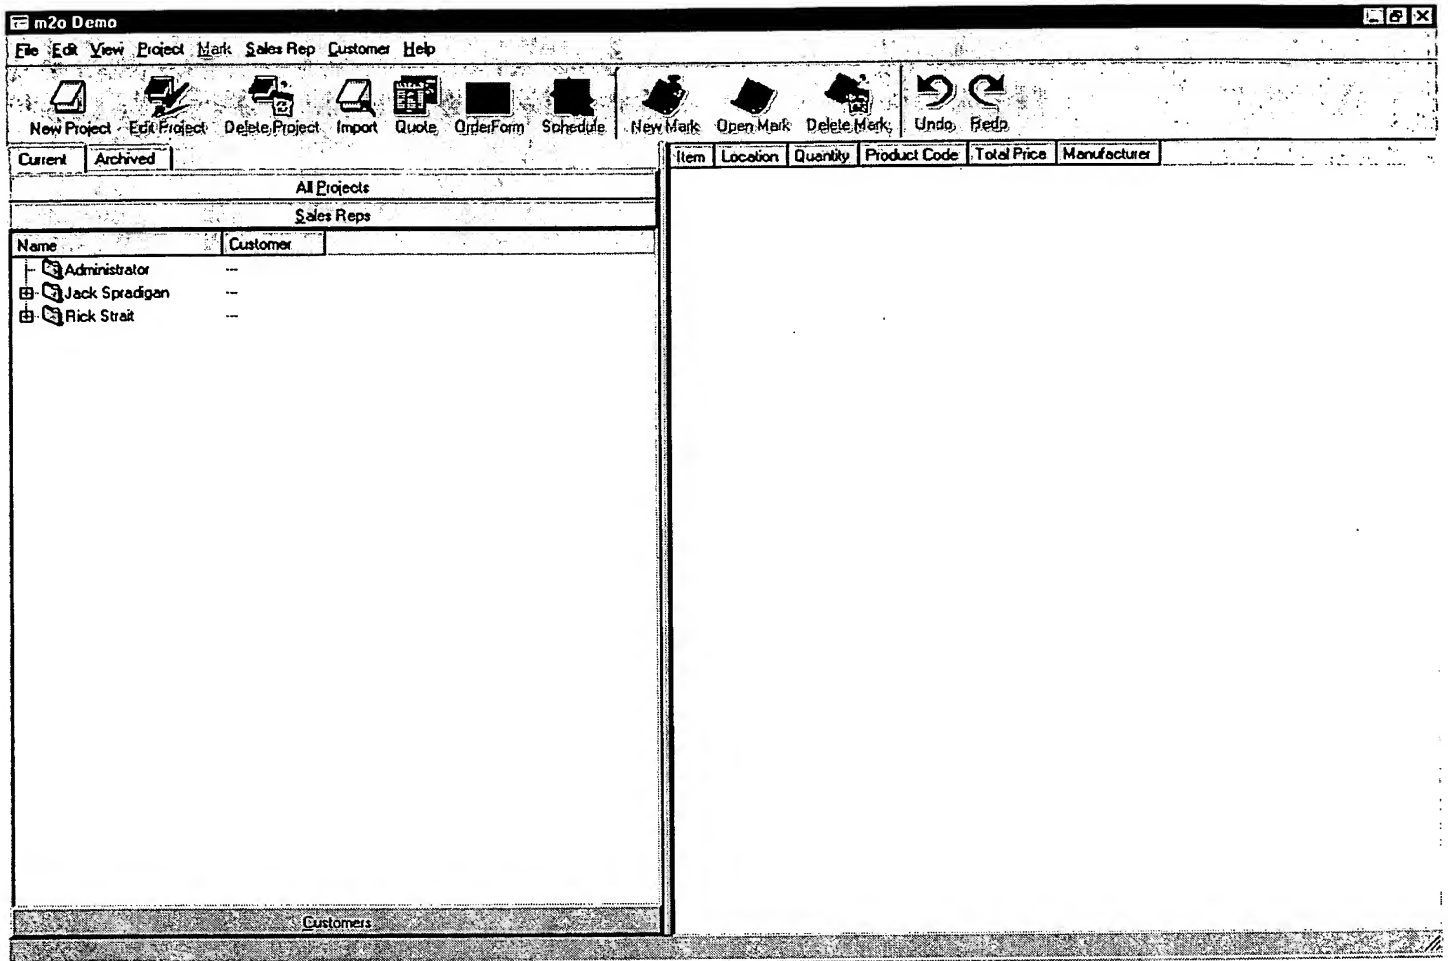 m2o Demo
File Edit View Project Mark Sales Rep Customer Help
New Project Edit Project Delete Project Import Quote OrderForm Schedule New Mark Open Mark Delete Mark Undo Redo
Current Archived
Item Location Quantity Product Code Total Price Manufacturer
All Projects
Sales Reps
Name Customer
Administrator ---
Jack Spradigan ---
Rick Strait ---
Customers